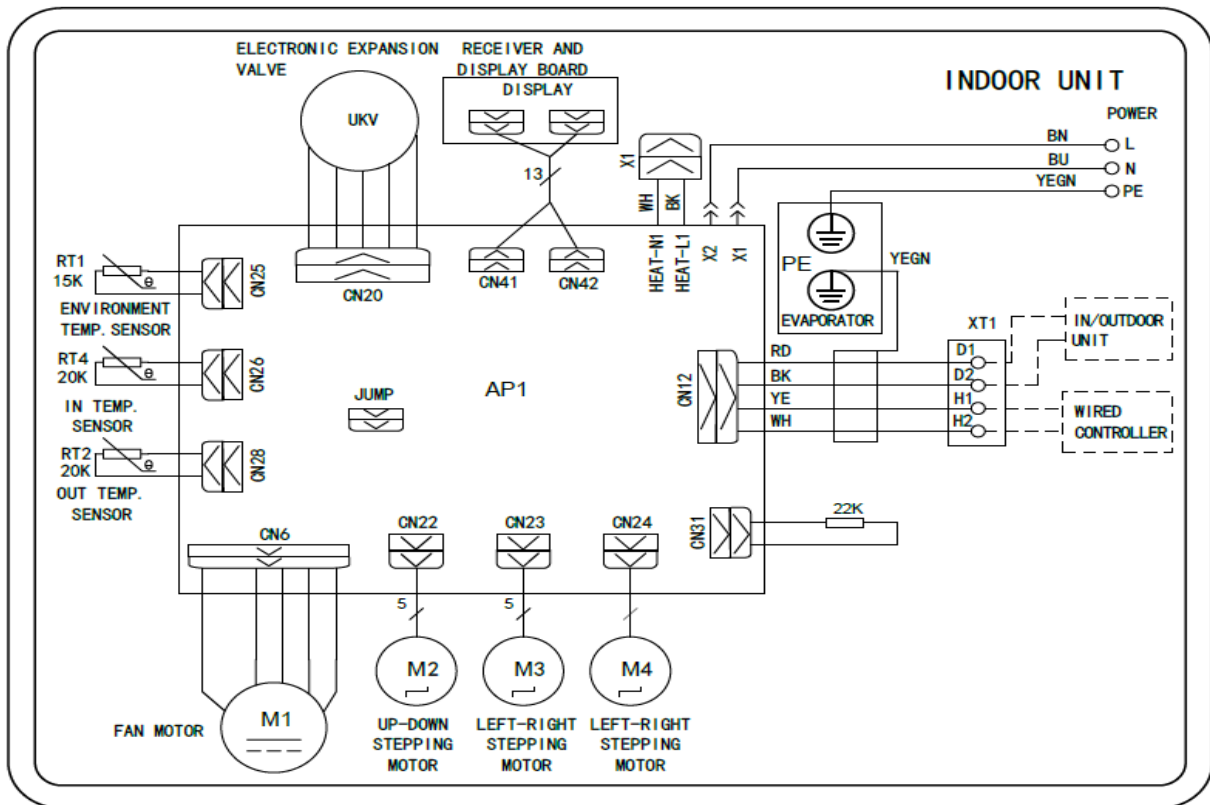 ELECTRONIC EXPANSION
VALVE
RECEIVER AND
DISPLAY BOARD
DISPLAY
INDOOR UNIT
POWER
UKV
X1
BN
L
BU
N
YEGN
PE
13
WH
BK
HEAT-N1
HEAT-L1
X2
X1
PE
YEGN
EVAPORATOR
RT1
15K
θ
CN25
ENVIRONMENT
TEMP. SENSOR
CN20
CN41
CN42
XT1
IN/OUTDOOR
UNIT
RT4
20K
θ
CN26
IN TEMP.
SENSOR
JUMP
AP1
CN12
RD
D1
BK
D2
YE
H1
WH
H2
WIRED
CONTROLLER
RT2
20K
θ
CN28
OUT TEMP.
SENSOR
CN6
CN22
CN23
CN24
CN31
22K
5
5
M1
M2
M3
M4
FAN MOTOR
UP-DOWN
STEPPING
MOTOR
LEFT-RIGHT
STEPPING
MOTOR
LEFT-RIGHT
STEPPING
MOTOR